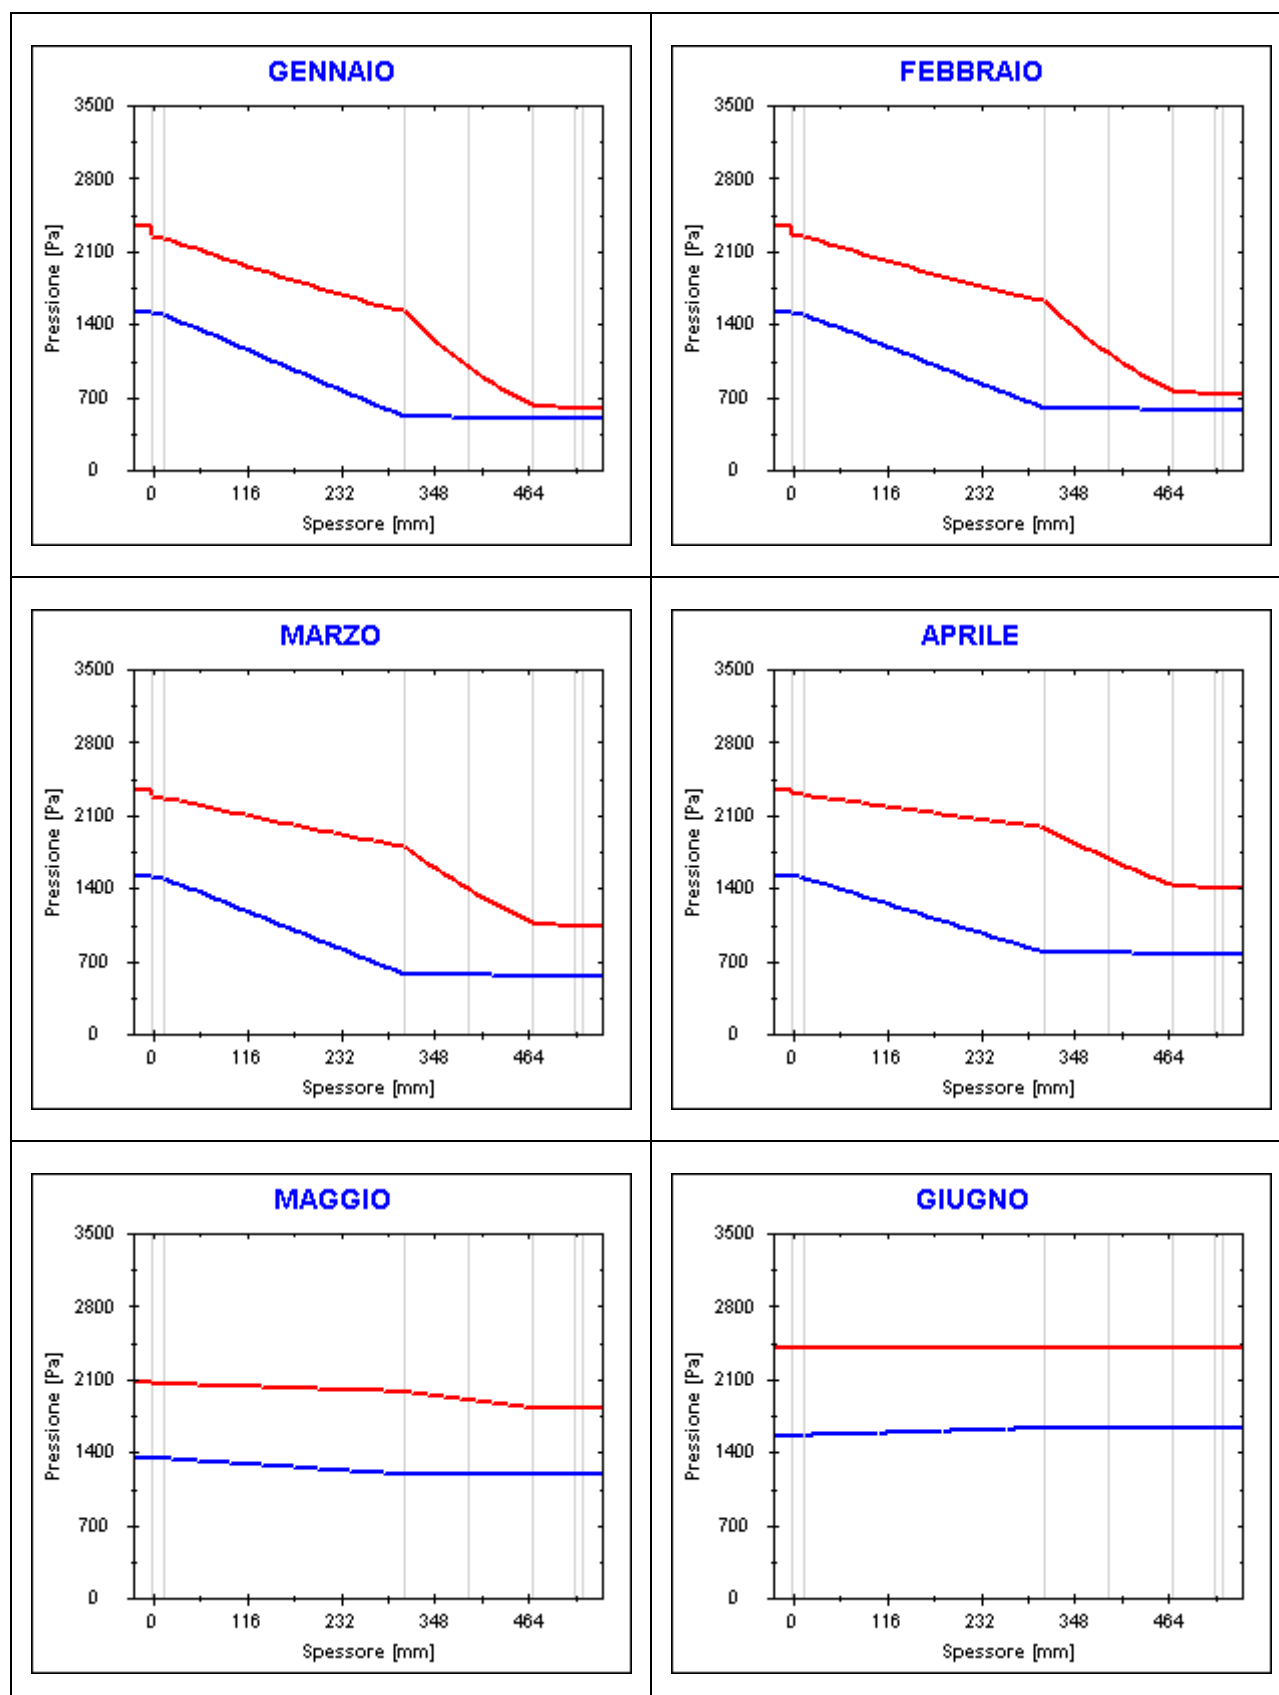 GENNAIO
3500
2800
2100
1400
700
0
Pressione [Pa]
0 116 232 348 464
Spessore [mm]
FEBBRAIO
3500
2800
2100
1400
700
0
Pressione [Pa]
0 116 232 348 464
Spessore [mm]
MARZO
3500
2800
2100
1400
700
0
Pressione [Pa]
0 116 232 348 464
Spessore [mm]
APRILE
3500
2800
2100
1400
700
0
Pressione [Pa]
0 116 232 348 464
Spessore [mm]
MAGGIO
3500
2800
2100
1400
700
0
Pressione [Pa]
0 116 232 348 464
Spessore [mm]
GIUGNO
3500
2800
2100
1400
700
0
Pressione [Pa]
0 116 232 348 464
Spessore [mm]